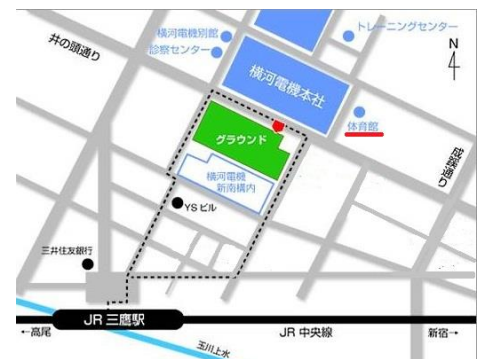 横河電機別館
診察センター
トレーニングセンター
N
井の頭通り
横河電機本社
体育館
グラウンド
成蹊通り
横河電機
新南構内
YSビル
三井住友銀行
JR 三鷹駅
←高尾
JR 中央線
新宿→
玉川上水